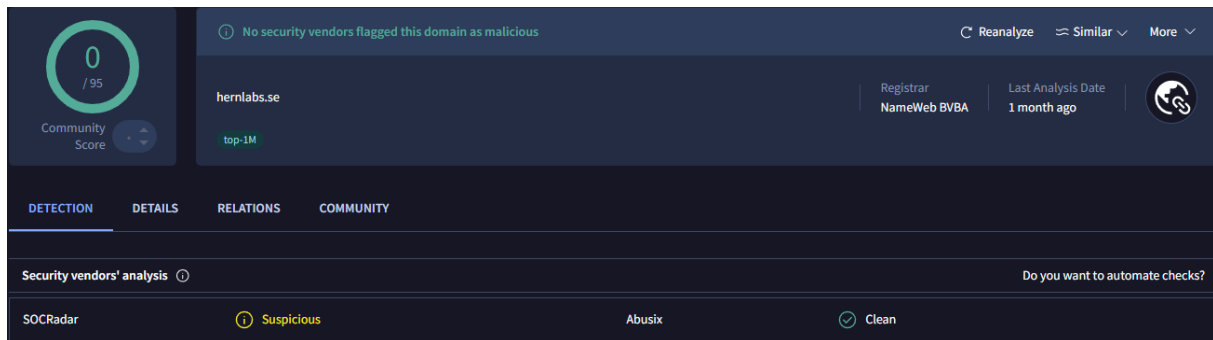 No security vendors flagged this domain as malicious
Reanalyze Similar More
0
/ 95
Community
Score
hernlabs.se
top-1M
Registrar
NameWeb BVBA
Last Analysis Date
1 month ago
DETECTION DETAILS RELATIONS COMMUNITY
Security vendors' analysis Do you want to automate checks?
SOCRadar Suspicious Abusix Clean